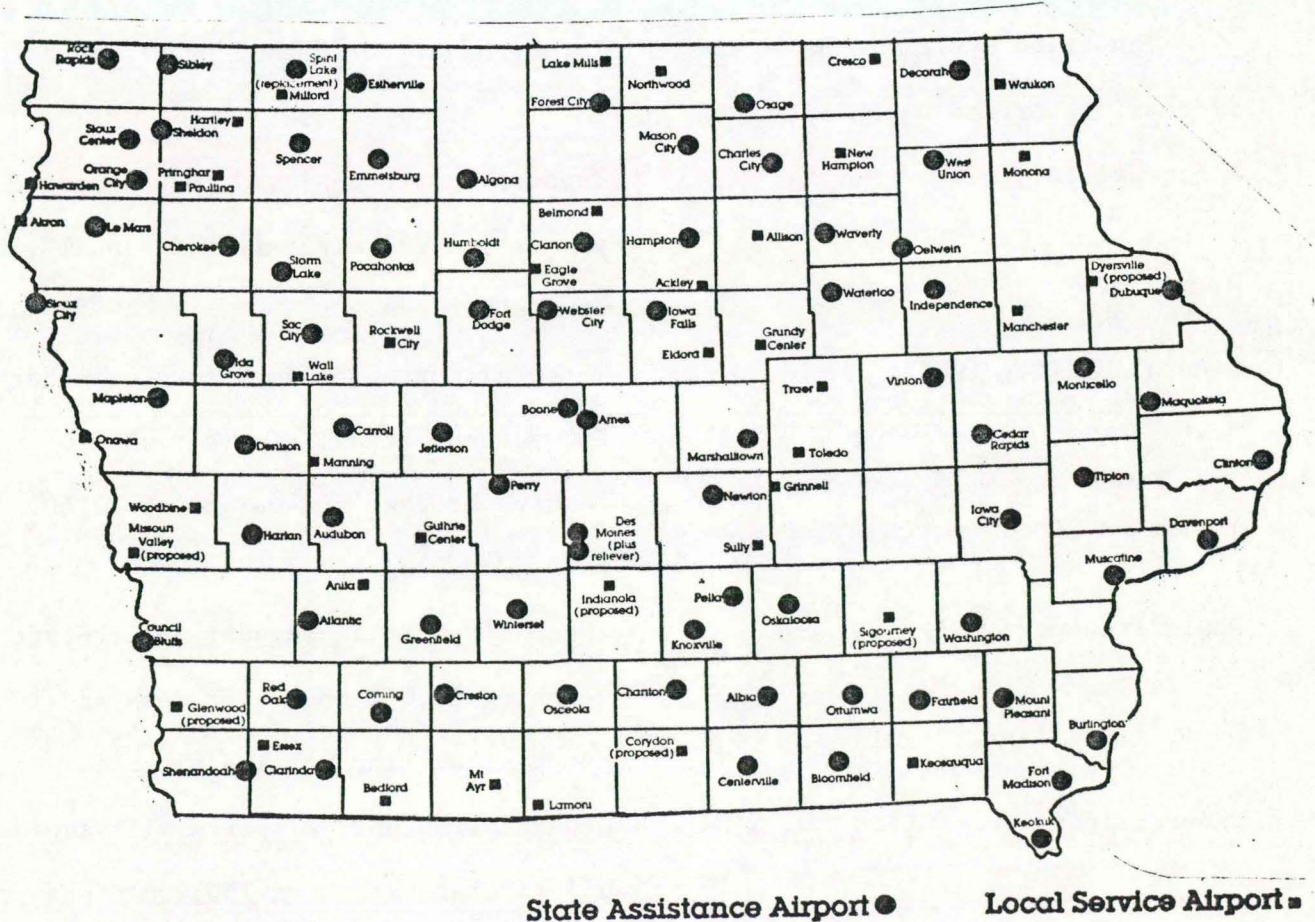 Rock
Rapids
Sibley
Spirit
Lake
(replacement)
Milford
Estherville
Lake Mills
Northwood
Forest City
Osage
Cresco
Decorah
Waukon
Sioux
Center
Hartley
Sheldon
Spencer
Emmetsburg
Mason
City
Charles
City
New
Hampton
West
Union
Monona
Hawarden
Orange
City
Primghar
Paullina
Algona
Akron
Le Mars
Cherokee
Storm
Lake
Pocahontas
Humboldt
Belmond
Clarion
Eagle
Grove
Hampton
Ackley
Allison
Waverly
Oelwein
Dyersville
(proposed)
Dubuque
Sioux
City
Ida
Grove
Sac
City
Wall
Lake
Rockwell
City
Fort
Dodge
Webster
City
Iowa
Falls
Eldora
Grundy
Center
Waterloo
Independence
Manchester
Mapleton
Onawa
Denison
Carroll
Manning
Jefferson
Boone
Ames
Marshalltown
Traer
Toledo
Vinton
Cedar
Rapids
Monticello
Maquoketa
Clinton
Woodbine
Missouri
Valley
(proposed)
Harlan
Audubon
Guthrie
Center
Perry
Des
Moines
(plus
reliever)
Newton
Sully
Grinnell
Iowa
City
Tipton
Davenport
Muscatine
Council
Bluffs
Anita
Atlantic
Greenfield
Winterset
Indianola
(proposed)
Pella
Knoxville
Oskaloosa
Sigourney
(proposed)
Washington
Glenwood
(proposed)
Red
Oak
Corning
Creston
Osceola
Chariton
Albia
Ottumwa
Fairfield
Mount
Pleasant
Burlington
Shenandoah
Essex
Clarinda
Bedford
Mt
Ayr
Lamoni
Corydon
(proposed)
Centerville
Bloomfield
Keosauqua
Fort
Madison
Keokuk
State Assistance Airport
Local Service Airport